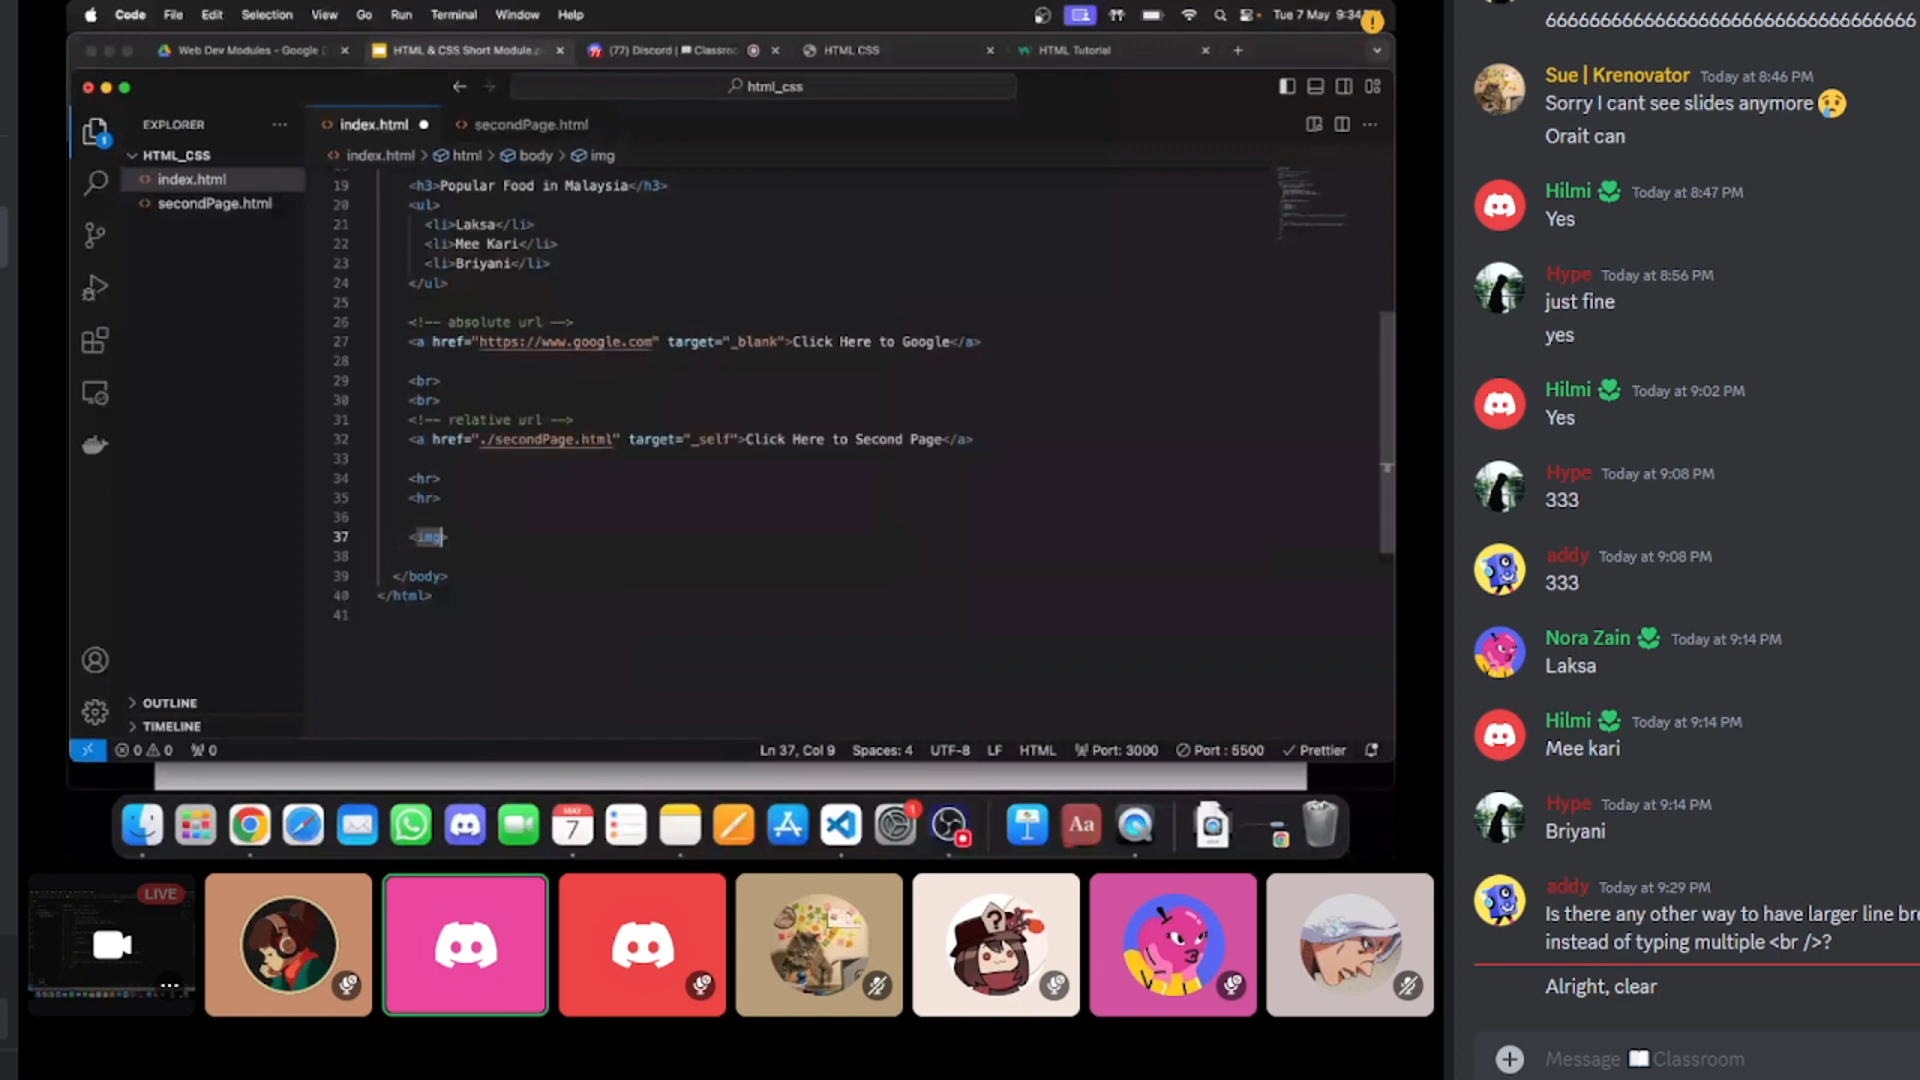 Code File Edit Selection View Go Run Terminal Window Help Tue 7 May 9:34
Web Dev Modules - Google D HTML & CSS Short Module. (77) Discord | Classro HTML CSS HTML Tutorial
html_css
EXPLORER
HTML_CSS
index.html
secondPage.html
OUTLINE
TIMELINE
index.html secondPage.html
index.html > html > body > img
19 <h3>Popular Food in Malaysia</h3>
20 <ul>
21 <li>Laksa</li>
22 <li>Mee Kari</li>
23 <li>Briyani</li>
24 </ul>
25
26 <!-- absolute url -->
27 <a href="https://www.google.com" target="_blank">Click Here to Google</a>
28
29 <br>
30 <br>
31 <!-- relative url -->
32 <a href="./secondPage.html" target="_self">Click Here to Second Page</a>
33
34 <hr>
35 <hr>
36
37 <img>
38
39 </body>
40 </html>
41
0 0 0 Ln 37, Col 9 Spaces: 4 UTF-8 LF HTML Port: 3000 Port : 5500 Prettier
MAY
7
Aa
1
LIVE
Sue | Krenovator Today at 8:46 PM
Sorry I cant see slides anymore 😢
Orait can
Hilmi Today at 8:47 PM
Yes
Hype Today at 8:56 PM
just fine
yes
Hilmi Today at 9:02 PM
Yes
Hype Today at 9:08 PM
333
addy Today at 9:08 PM
333
Nora Zain Today at 9:14 PM
Laksa
Hilmi Today at 9:14 PM
Mee kari
Hype Today at 9:14 PM
Briyani
addy Today at 9:29 PM
Is there any other way to have larger line bre
instead of typing multiple <br />?
Alright, clear
Message Classroom